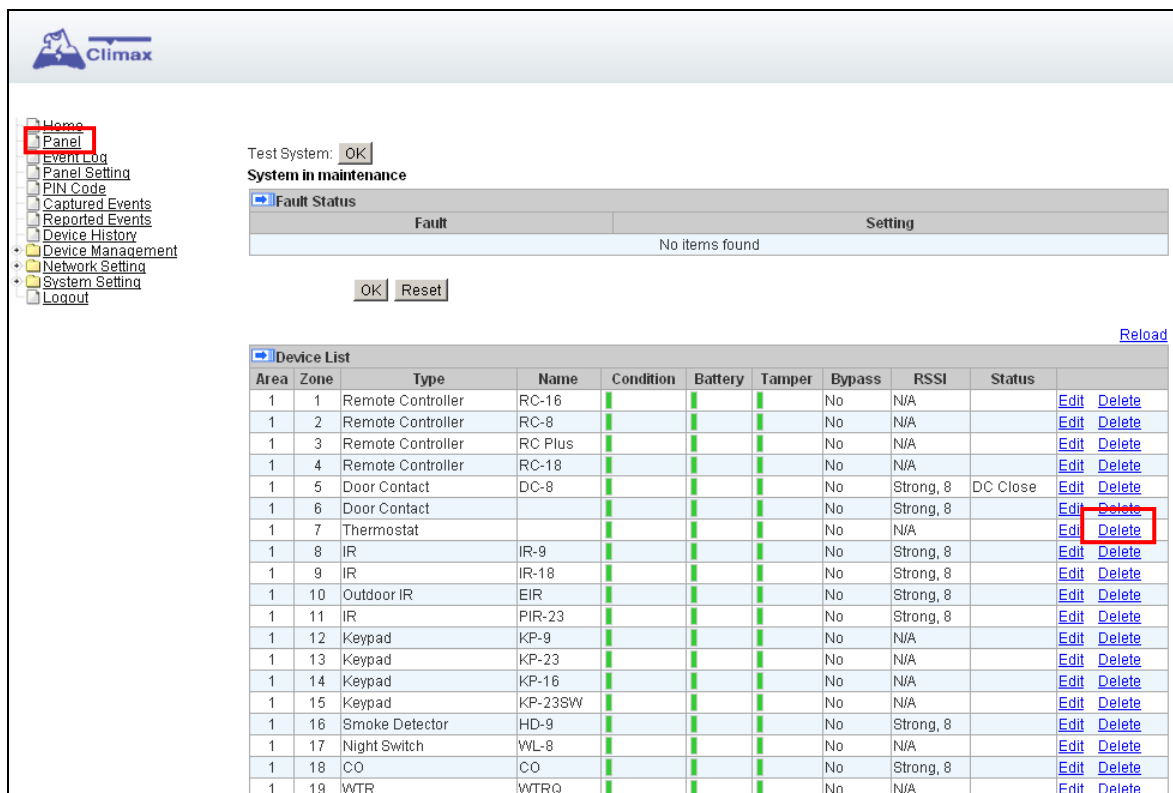 Climax
Home
Panel
Event Log
Panel Setting
PIN Code
Captured Events
Reported Events
Device History
Device Management
Network Setting
System Setting
Logout
Test System: OK
System in maintenance
Fault Status
Fault Setting
No items found
OK Reset
Reload
Device List
Area Zone Type Name Condition Battery Tamper Bypass RSSI Status
1 1 Remote Controller RC-16 No N/A Edit Delete
1 2 Remote Controller RC-8 No N/A Edit Delete
1 3 Remote Controller RC Plus No N/A Edit Delete
1 4 Remote Controller RC-18 No N/A Edit Delete
1 5 Door Contact DC-8 No Strong, 8 DC Close Edit Delete
1 6 Door Contact No Strong, 8 Edit Delete
1 7 Thermostat No N/A Edit Delete
1 8 IR IR-9 No Strong, 8 Edit Delete
1 9 IR IR-18 No Strong, 8 Edit Delete
1 10 Outdoor IR EIR No Strong, 8 Edit Delete
1 11 IR PIR-23 No Strong, 8 Edit Delete
1 12 Keypad KP-9 No N/A Edit Delete
1 13 Keypad KP-23 No N/A Edit Delete
1 14 Keypad KP-16 No N/A Edit Delete
1 15 Keypad KP-23SW No N/A Edit Delete
1 16 Smoke Detector HD-9 No Strong, 8 Edit Delete
1 17 Night Switch WL-8 No N/A Edit Delete
1 18 CO CO No Strong, 8 Edit Delete
1 19 WTR WTRQ No N/A Edit Delete